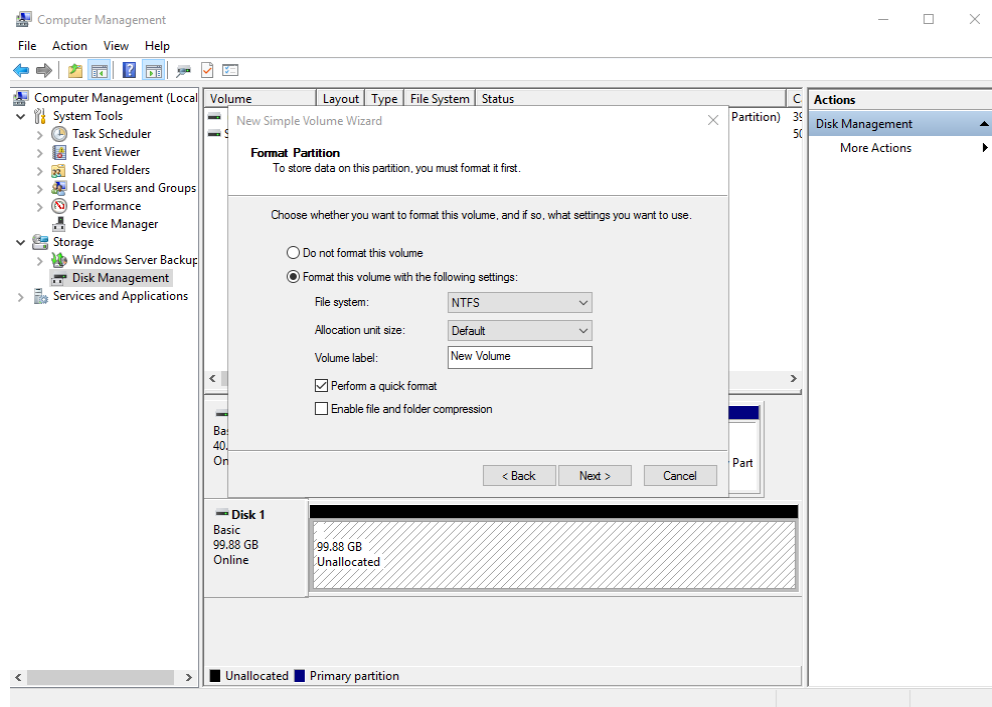 Computer Management
File Action View Help
Computer Management (Local
System Tools
Task Scheduler
Event Viewer
Shared Folders
Local Users and Groups
Performance
Device Manager
Storage
Windows Server Backup
Disk Management
Services and Applications
Volume Layout Type File System Status C
Partition) 39
S 50
New Simple Volume Wizard
Format Partition
To store data on this partition, you must format it first.
Choose whether you want to format this volume, and if so, what settings you want to use.
Do not format this volume
Format this volume with the following settings:
File system: NTFS
Allocation unit size: Default
Volume label: New Volume
Perform a quick format
Enable file and folder compression
< Back Next > Cancel
Bas
40.
On
Part
Disk 1
Basic
99.88 GB
Online
99.88 GB
Unallocated
Unallocated Primary partition
Actions
Disk Management
More Actions